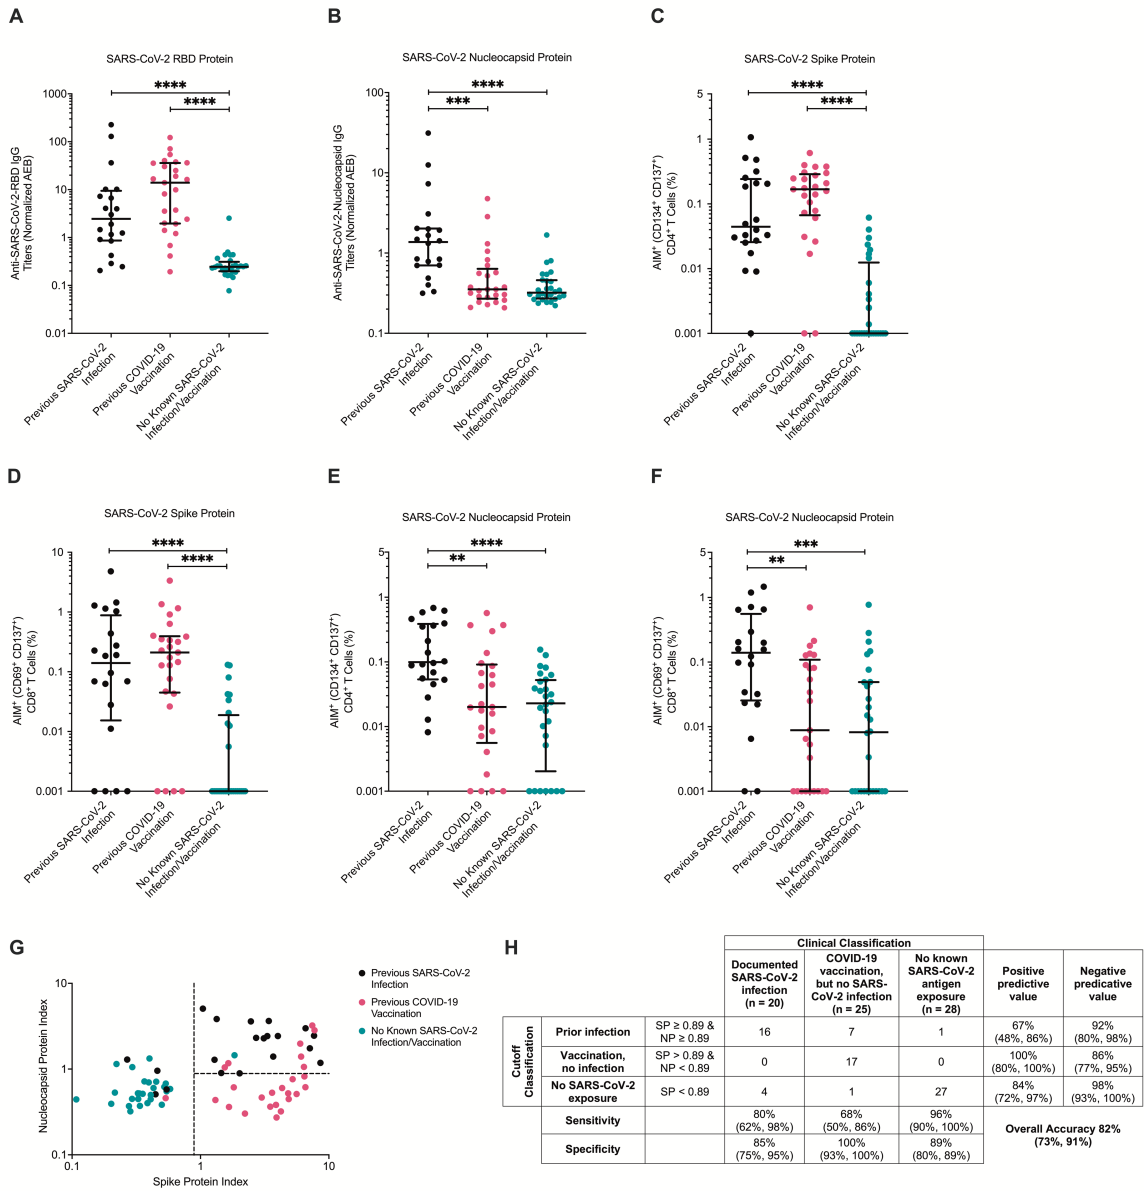 A
SARS-CoV-2 RBD Protein
Anti-SARS-CoV-2-RBD IgG
Titers (Normalized AEB)
1000
100
10
1
0.1
0.01
****
****
Previous SARS-CoV-2
Infection
Previous COVID-19
Vaccination
No Known SARS-CoV-2
Infection/Vaccination
B
SARS-CoV-2 Nucleocapsid Protein
Anti-SARS-CoV-2-Nucleocapsid IgG
Titers (Normalized AEB)
100
10
1
0.1
****
***
Previous SARS-CoV-2
Infection
Previous COVID-19
Vaccination
No Known SARS-CoV-2
Infection/Vaccination
C
SARS-CoV-2 Spike Protein
AIM⁺ (CD134⁺ CD137⁺)
CD4⁺ T Cells (%)
5
1
0.1
0.01
0.001
****
****
Previous SARS-CoV-2
Infection
Previous COVID-19
Vaccination
No Known SARS-CoV-2
Infection/Vaccination
D
SARS-CoV-2 Spike Protein
AIM⁺ (CD69⁺ CD137⁺)
CD8⁺ T Cells (%)
10
1
0.1
0.01
0.001
****
****
Previous SARS-CoV-2
Infection
Previous COVID-19
Vaccination
No Known SARS-CoV-2
Infection/Vaccination
E
SARS-CoV-2 Nucleocapsid Protein
AIM⁺ (CD134⁺ CD137⁺)
CD4⁺ T Cells (%)
5
1
0.1
0.01
0.001
****
**
Previous SARS-CoV-2
Infection
Previous COVID-19
Vaccination
No Known SARS-CoV-2
Infection/Vaccination
F
SARS-CoV-2 Nucleocapsid Protein
AIM⁺ (CD69⁺ CD137⁺)
CD8⁺ T Cells (%)
5
1
0.1
0.01
0.001
***
**
Previous SARS-CoV-2
Infection
Previous COVID-19
Vaccination
No Known SARS-CoV-2
Infection/Vaccination
G
Nucleocapsid Protein Index
10
1
0.1
0.1
1
10
Spike Protein Index
Previous SARS-CoV-2
Infection
Previous COVID-19
Vaccination
No Known SARS-CoV-2
Infection/Vaccination
H
Clinical Classification
Documented
SARS-CoV-2
infection
(n = 20)
COVID-19
vaccination,
but no SARS-
CoV-2 infection
(n = 25)
No known
SARS-CoV-2
antigen
exposure
(n = 28)
Positive
predictive
value
Negative
predicative
value
Cutoff
Classification
Prior infection
SP ≥ 0.89 &
NP ≥ 0.89
16
7
1
67%
(48%, 86%)
92%
(80%, 98%)
Vaccination,
no infection
SP > 0.89 &
NP < 0.89
0
17
0
100%
(80%, 100%)
86%
(77%, 95%)
No SARS-CoV-2
exposure
SP < 0.89
4
1
27
84%
(72%, 97%)
98%
(93%, 100%)
Sensitivity
80%
(62%, 98%)
68%
(50%, 86%)
96%
(90%, 100%)
Overall Accuracy 82%
(73%, 91%)
Specificity
85%
(75%, 95%)
100%
(93%, 100%)
89%
(80%, 89%)